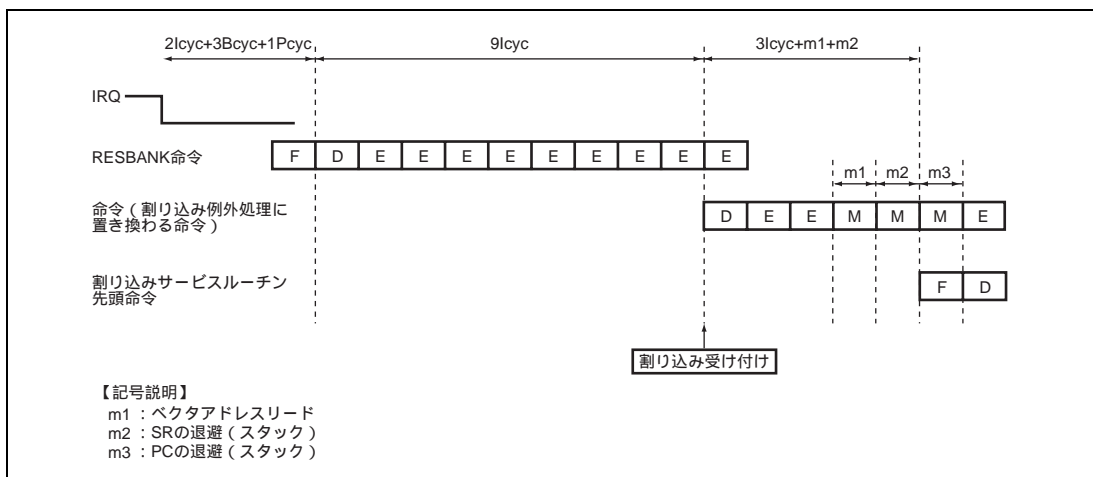 2Icyc+3Bcyc+1Pcyc 9Icyc 3Icyc+m1+m2
IRQ
RESBANK命令 F D E E E E E E E E E
m1 m2 m3
命令（割り込み例外処理に
置き換わる命令） D E E M M M E
割り込みサービスルーチン
先頭命令 F D
割り込み受け付け
【記号説明】
m1 ：ベクタアドレスリード
m2 ：SRの退避（スタック）
m3 ：PCの退避（スタック）